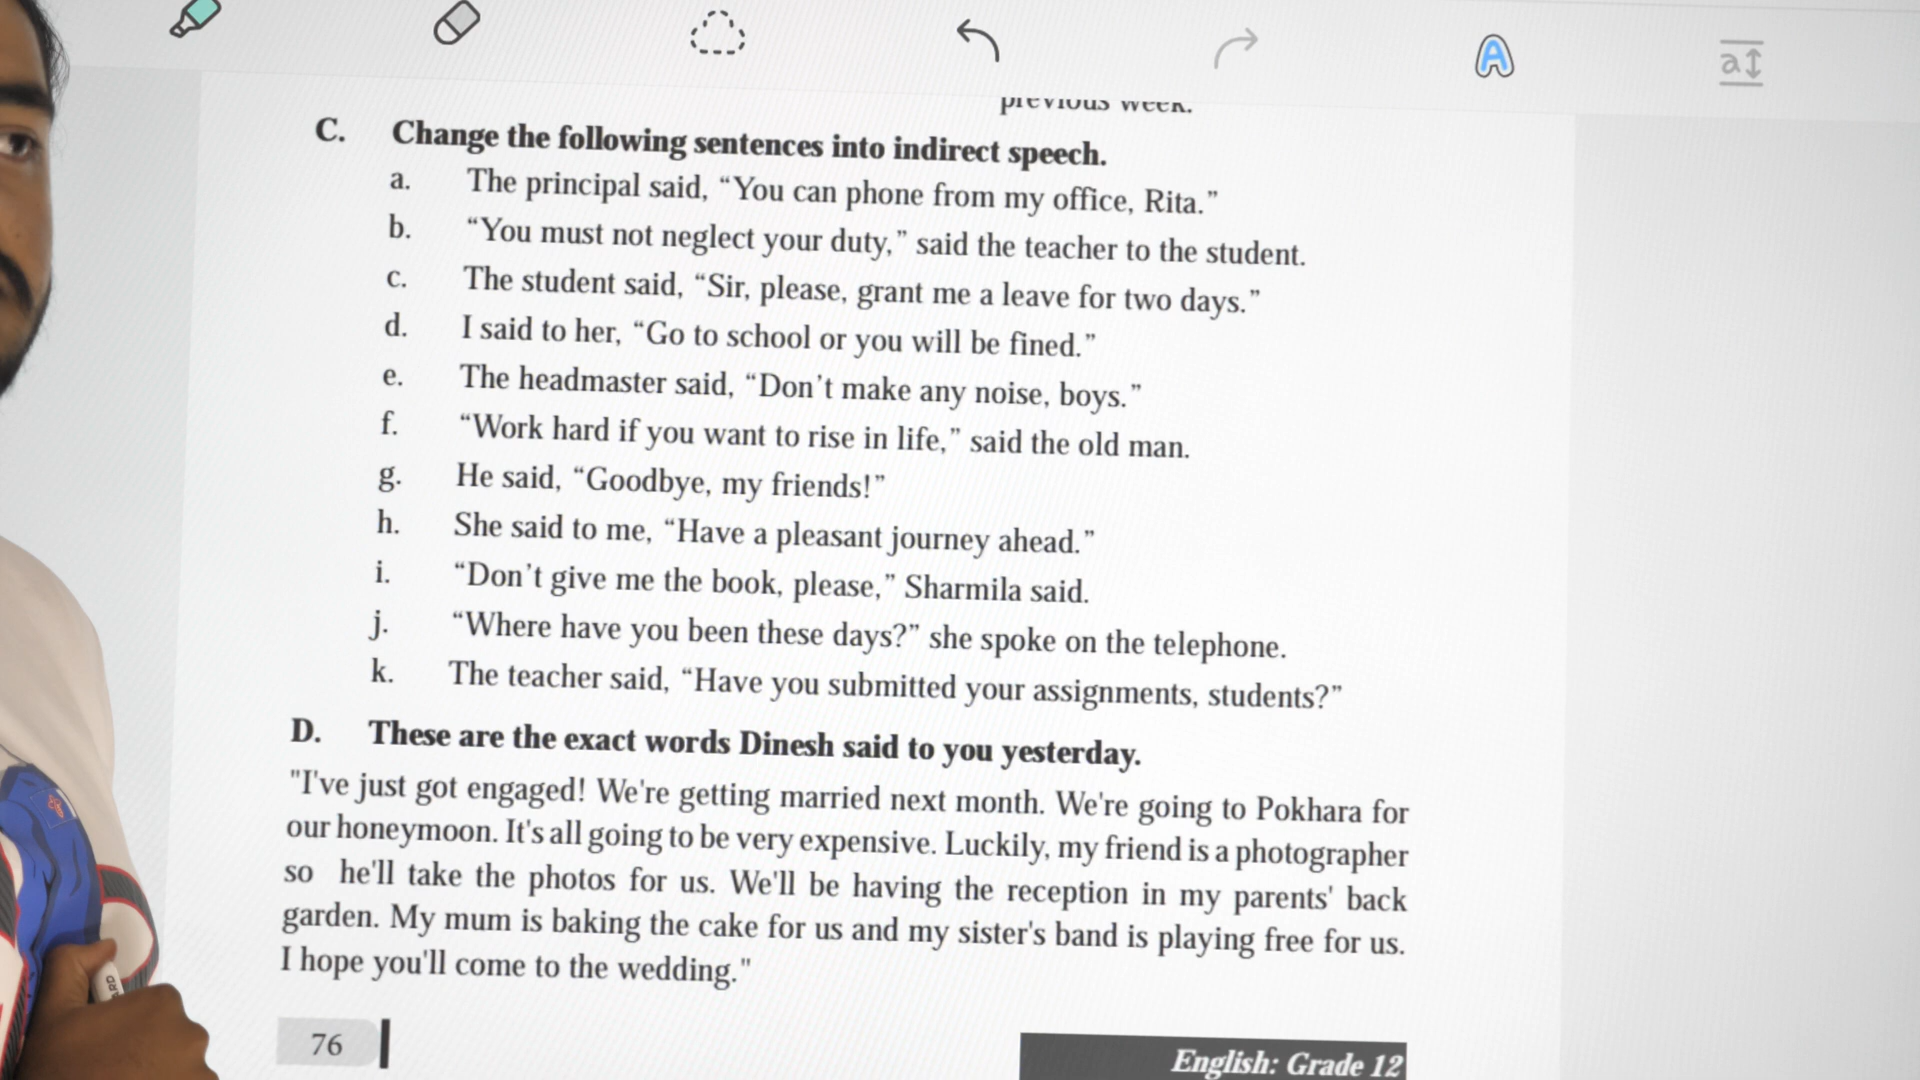 previous week.
C. Change the following sentences into indirect speech.
a. The principal said, “You can phone from my office, Rita.”
b. “You must not neglect your duty,” said the teacher to the student.
c. The student said, “Sir, please, grant me a leave for two days.”
d. I said to her, “Go to school or you will be fined.”
e. The headmaster said, “Don’t make any noise, boys.”
f. “Work hard if you want to rise in life,” said the old man.
g. He said, “Goodbye, my friends!”
h. She said to me, “Have a pleasant journey ahead.”
i. “Don’t give me the book, please,” Sharmila said.
j. “Where have you been these days?” she spoke on the telephone.
k. The teacher said, “Have you submitted your assignments, students?”
D. These are the exact words Dinesh said to you yesterday.
"I've just got engaged! We're getting married next month. We're going to Pokhara for
our honeymoon. It's all going to be very expensive. Luckily, my friend is a photographer
so he'll take the photos for us. We'll be having the reception in my parents' back
garden. My mum is baking the cake for us and my sister's band is playing free for us.
I hope you'll come to the wedding."
76
English: Grade 12